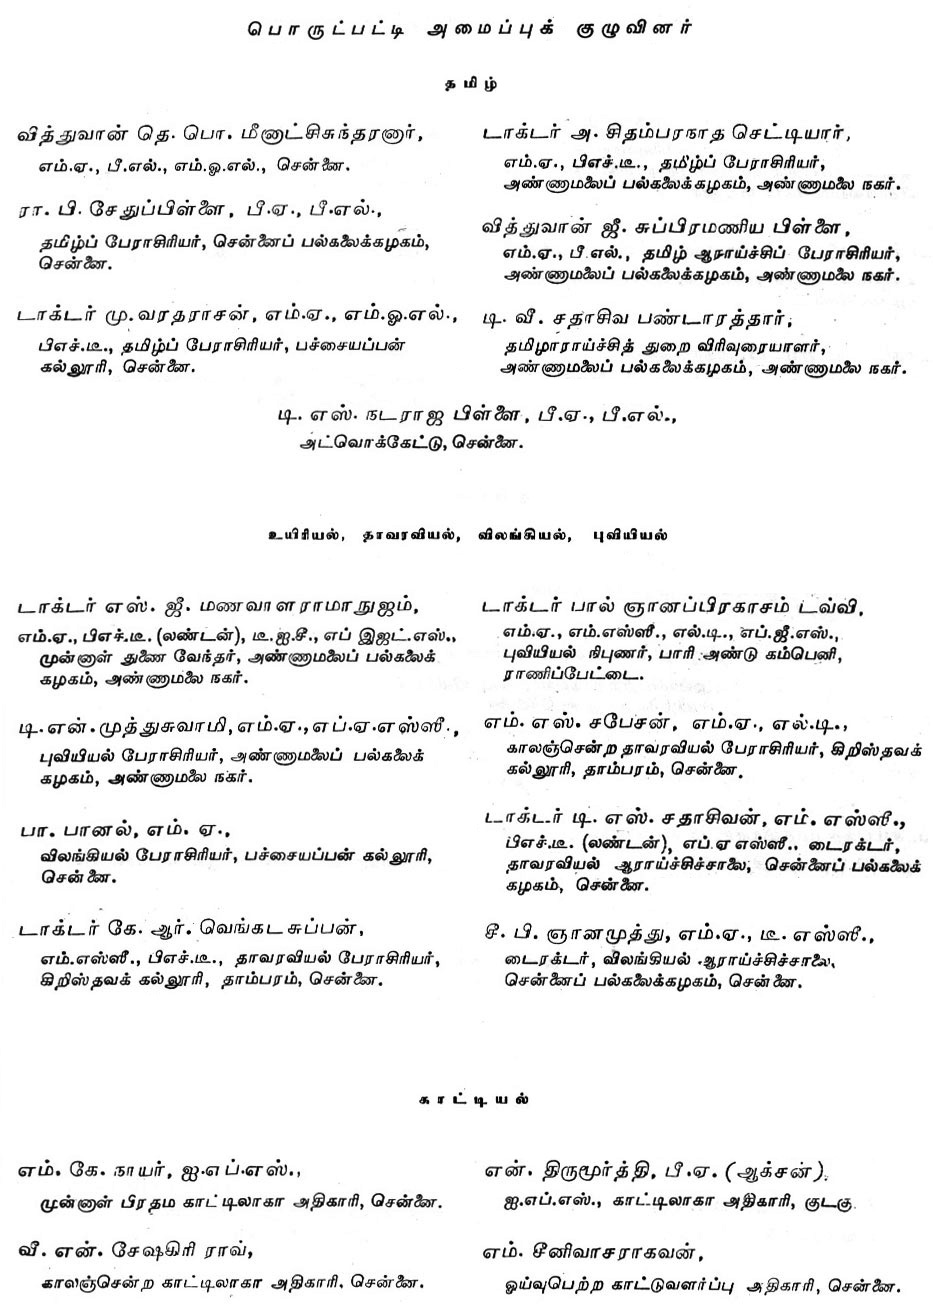 பொருட்பட்டி அமைப்புக் குழுவினர்
தமிழ்
வித்துவான் தெ. பொ. மீனாட்சிசுந்தரனார்,
எம்.ஏ., பீ.எல்., எம்.ஓ.எல்., சென்னை.
ரா. பி. சேதுப்பிள்ளை, பீ.ஏ., பீ.எல்.,
தமிழ்ப் பேராசிரியர், சென்னைப் பல்கலைக்கழகம்,
சென்னை.
டாக்டர் மு. வரதராசன், எம்.ஏ., எம்.ஓ.எல்.,
பிஎச்.டீ., தமிழ்ப் பேராசிரியர், பச்சையப்பன்
கல்லூரி, சென்னை.
டாக்டர் அ. சிதம்பரநாத செட்டியார்,
எம்.ஏ., பிஎச்.டீ., தமிழ்ப் பேராசிரியர்,
அண்ணாமலைப் பல்கலைக்கழகம், அண்ணாமலை நகர்.
வித்துவான் ஜீ. சுப்பிரமணிய பிள்ளை,
எம்.ஏ., பீ.எல்., தமிழ் ஆராய்ச்சிப் பேராசிரியர்,
அண்ணாமலைப் பல்கலைக்கழகம், அண்ணாமலை நகர்.
டி. வீ. சதாசிவ பண்டாரத்தார்,
தமிழாராய்ச்சித் துறை விரிவுரையாளர்,
அண்ணாமலைப் பல்கலைக்கழகம், அண்ணாமலை நகர்.
டி. எஸ். நடராஜ பிள்ளை, பீ.ஏ., பீ.எல்.,
அட்வொக்கேட்டு, சென்னை.
உயிரியல், தாவரவியல், விலங்கியல், புவியியல்
டாக்டர் எஸ். ஜீ. மணவாள ராமாநுஜம்,
எம்.ஏ., பிஎச்.டீ. (லண்டன்), டீ.ஐ.சீ., எப் இஜட்.எஸ்.,
முன்னாள் துணை வேந்தர், அண்ணாமலைப் பல்கலைக்
கழகம், அண்ணாமலை நகர்.
டி.என். முத்துசுவாமி, எம்.ஏ., எப்.ஏ.எஸ்ஸீ.,
புவியியல் பேராசிரியர், அண்ணாமலைப் பல்கலைக்
கழகம், அண்ணாமலை நகர்.
பா. பானல், எம். ஏ.,
விலங்கியல் பேராசிரியர், பச்சையப்பன் கல்லூரி,
சென்னை.
டாக்டர் கே. ஆர். வெங்கட சுப்பன்,
எம்.எஸ்ஸீ., பிஎச்.டீ., தாவரவியல் பேராசிரியர்,
கிறிஸ்தவக் கல்லூரி, தாம்பரம், சென்னை.
டாக்டர் பால் ஞானப்பிரகாசம் டவ்வி,
எம்.ஏ., எம்.எஸ்ஸீ., எல்.டி., எப்.ஜீ.எஸ்.,
புவியியல் நிபுணர், பாரி அண்டு கம்பெனி,
ராணிப்பேட்டை.
எம். எஸ். சபேசன், எம்.ஏ., எல்.டி.,
காலஞ்சென்ற தாவரவியல் பேராசிரியர், கிறிஸ்தவக்
கல்லூரி, தாம்பரம், சென்னை.
டாக்டர் டி. எஸ். சதாசிவன், எம். எஸ்ஸீ.,
பிஎச்.டீ. (லண்டன்), எப்.ஏ எஸ்ஸீ.. டைரக்டர்,
தாவரவியல் ஆராய்ச்சிச்சாலை, சென்னைப் பல்கலைக்
கழகம், சென்னை.
சீ. பி. ஞானமுத்து, எம்.ஏ., டீ. எஸ்ஸீ.,
டைரக்டர், விலங்கியல் ஆராய்ச்சிச்சாலை,
சென்னைப் பல்கலைக்கழகம், சென்னை.
காட்டியல்
எம். கே. நாயர், ஐ.எப்.எஸ்.,
முன்னாள் பிரதம காட்டிலாகா அதிகாரி, சென்னை.
வீ. என். சேஷகிரி ராவ்,
காலஞ்சென்ற காட்டிலாகா அதிகாரி, சென்னை.
என். திருமூர்த்தி, பீ.ஏ. (ஆக்சன்),
ஐ.எப்.எஸ்., காட்டிலாகா அதிகாரி, குடகு.
எம். சீனிவாசராகவன்,
ஓய்வுபெற்ற காட்டுவளர்ப்பு அதிகாரி, சென்னை.